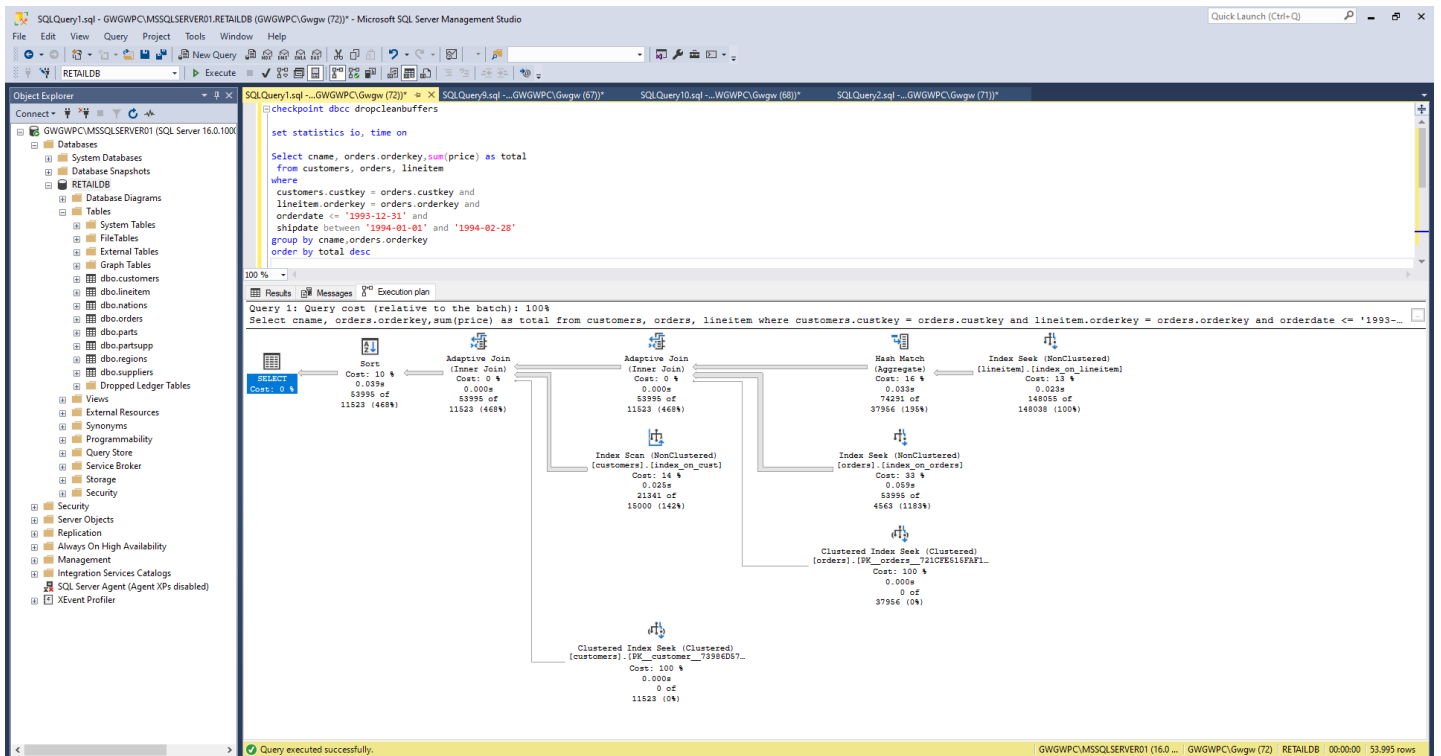 SQLQuery1.sql - GWGWPC\MSSQLSERVER01.RETAILDB (GWGWPC\Gwgw (72))* - Microsoft SQL Server Management Studio
Quick Launch (Ctrl+Q)
File Edit View Query Project Tools Window Help
New Query
RETAILDB Execute
Object Explorer
Connect
GWGWPC\MSSQLSERVER01 (SQL Server 16.0.100
Databases
System Databases
Database Snapshots
RETAILDB
Database Diagrams
Tables
System Tables
FileTables
External Tables
Graph Tables
dbo.customers
dbo.lineitem
dbo.nations
dbo.orders
dbo.parts
dbo.partsupp
dbo.regions
dbo.suppliers
Dropped Ledger Tables
Views
External Resources
Synonyms
Programmability
Query Store
Service Broker
Storage
Security
Security
Server Objects
Replication
Always On High Availability
Management
Integration Services Catalogs
SQL Server Agent (Agent XPs disabled)
XEvent Profiler
SQLQuery1.sql -...GWGWPC\Gwgw (72))* SQLQuery9.sql -...GWGWPC\Gwgw (67))* SQLQuery10.sql -...WGWPC\Gwgw (68))* SQLQuery2.sql -...GWGWPC\Gwgw (71))*
checkpoint dbcc dropcleanbuffers
set statistics io, time on
Select cname, orders.orderkey,sum(price) as total
from customers, orders, lineitem
where
customers.custkey = orders.custkey and
lineitem.orderkey = orders.orderkey and
orderdate <= '1993-12-31' and
shipdate between '1994-01-01' and '1994-02-28'
group by cname,orders.orderkey
order by total desc
100 %
Results Messages Execution plan
Query 1: Query cost (relative to the batch): 100%
Select cname, orders.orderkey,sum(price) as total from customers, orders, lineitem where customers.custkey = orders.custkey and lineitem.orderkey = orders.orderkey and orderdate <= '1993-...
SELECT
Cost: 0 %
Sort
Cost: 10 %
0.039s
53995 of
11523 (468%)
Adaptive Join
(Inner Join)
Cost: 0 %
0.000s
53995 of
11523 (468%)
Adaptive Join
(Inner Join)
Cost: 0 %
0.000s
53995 of
11523 (468%)
Hash Match
(Aggregate)
Cost: 16 %
0.033s
74291 of
37956 (195%)
Index Seek (NonClustered)
[lineitem].[index_on_lineitem]
Cost: 13 %
0.023s
148055 of
148038 (100%)
Index Scan (NonClustered)
[customers].[index_on_cust]
Cost: 14 %
0.025s
21341 of
15000 (142%)
Index Seek (NonClustered)
[orders].[index_on_orders]
Cost: 33 %
0.059s
53995 of
4563 (1183%)
Clustered Index Seek (Clustered)
[orders].[PK__orders__721CFE515FAF1...
Cost: 100 %
0.000s
0 of
37956 (0%)
Clustered Index Seek (Clustered)
[customers].[PK__customer__73986D57...
Cost: 100 %
0.000s
0 of
11523 (0%)
Query executed successfully.
GWGWPC\MSSQLSERVER01 (16.0 ... GWGWPC\Gwgw (72) RETAILDB 00:00:00 53.995 rows